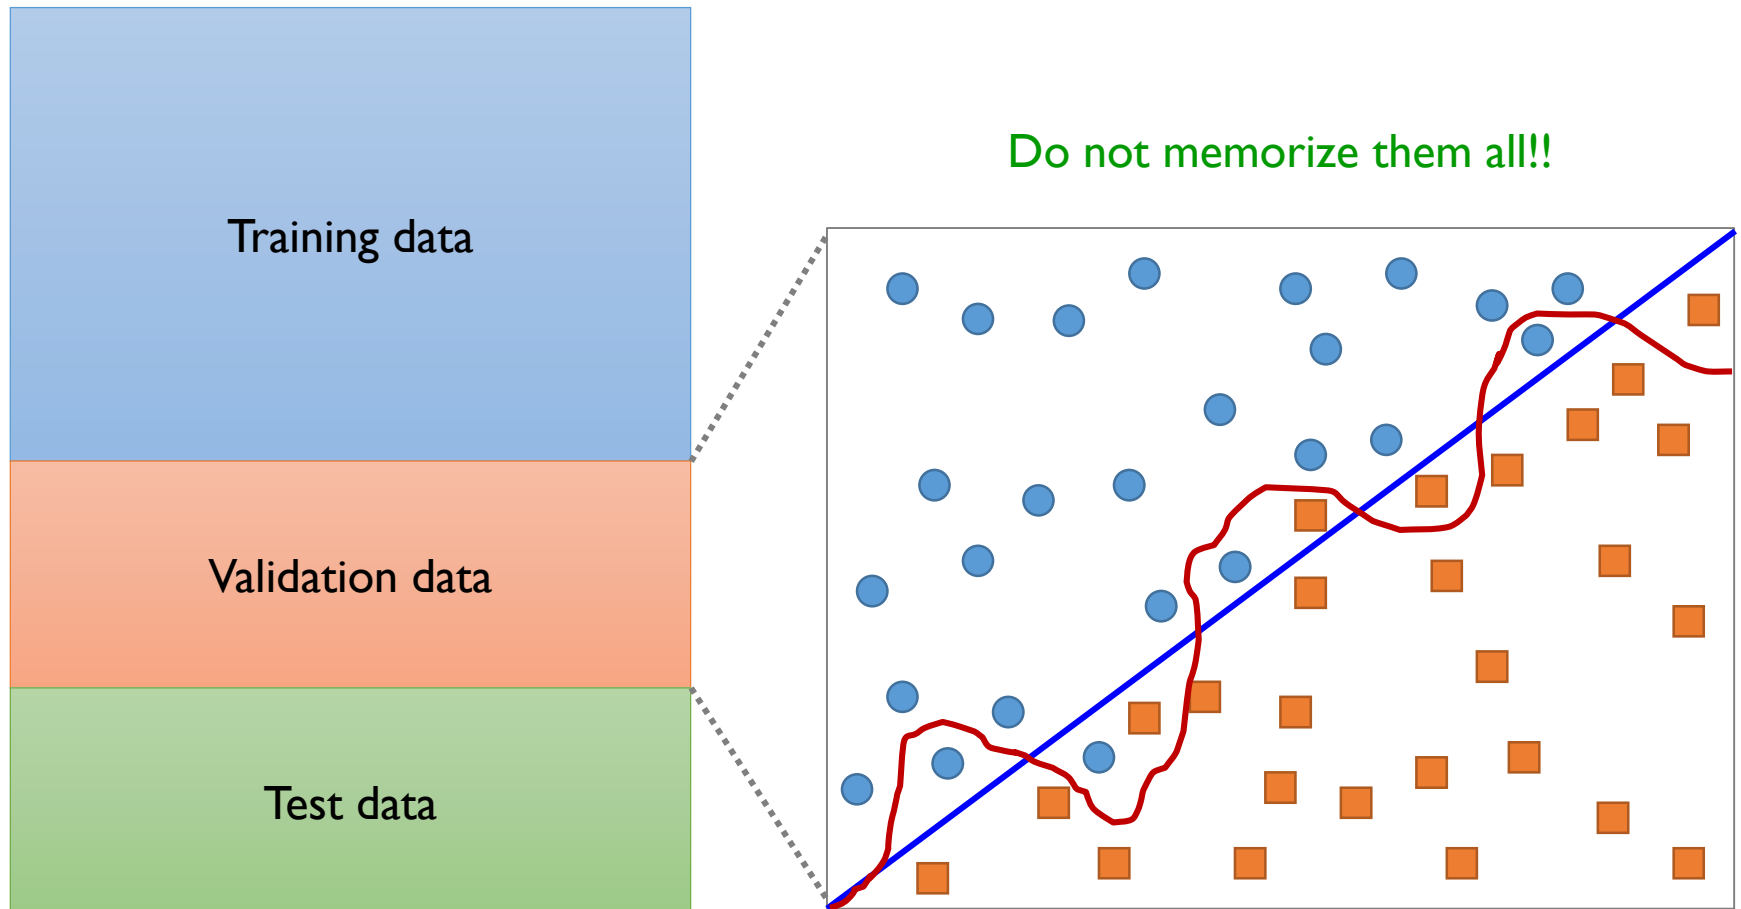 Training data
Do not memorize them all!!
Validation data
Test data